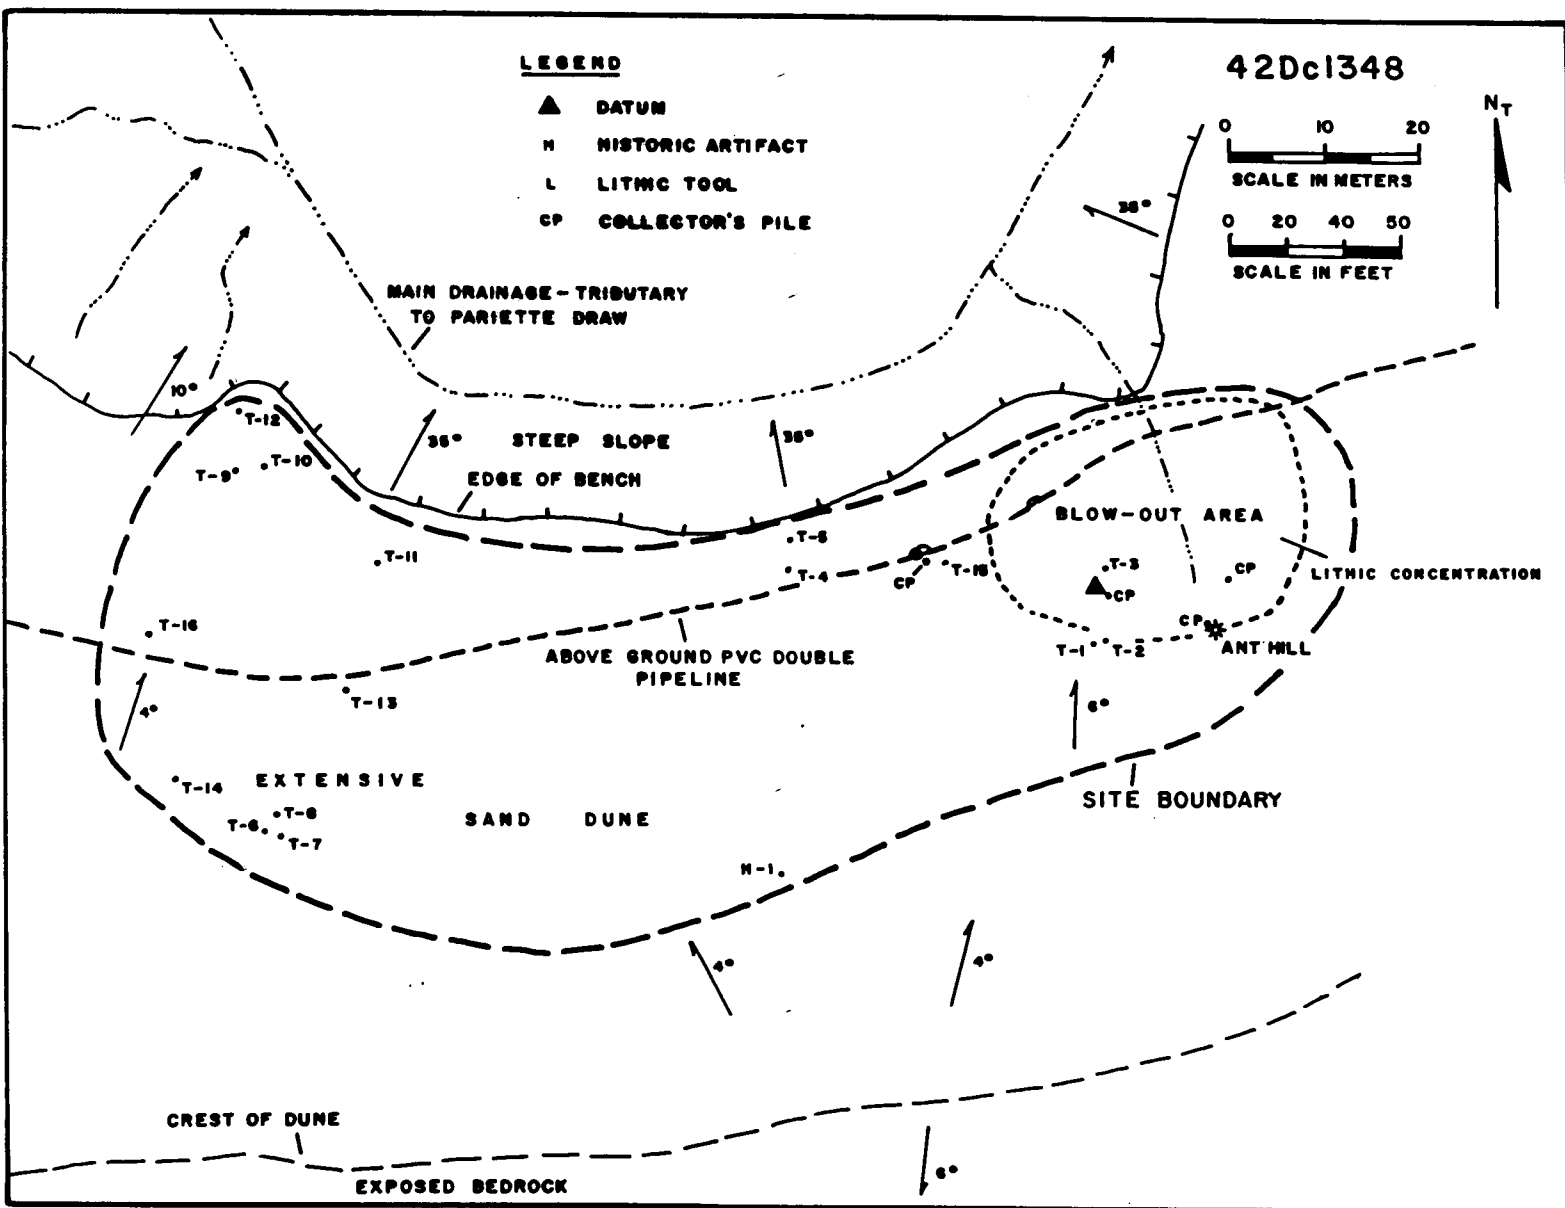 42Dc1348
LEGEND
DATUM
H HISTORIC ARTIFACT
L LITHIC TOOL
CP COLLECTOR'S PILE
NT
0 10 20
SCALE IN METERS
0 20 40 50
SCALE IN FEET
35°
MAIN DRAINAGE - TRIBUTARY
TO PARIETTE DRAW
10°
T-12
35°
STEEP SLOPE
35°
T-9
T-10
EDGE OF BENCH
BLOW-OUT AREA
T-5
T-11
T-4
CP
T-15
T-3
CP
CP
LITHIC CONCENTRATION
T-16
CP
ANT HILL
T-1
T-2
ABOVE GROUND PVC DOUBLE
PIPELINE
T-13
4°
6°
T-14
EXTENSIVE
SAND DUNE
SITE BOUNDARY
T-8
T-6
T-7
H-1
4°
4°
CREST OF DUNE
6°
EXPOSED BEDROCK